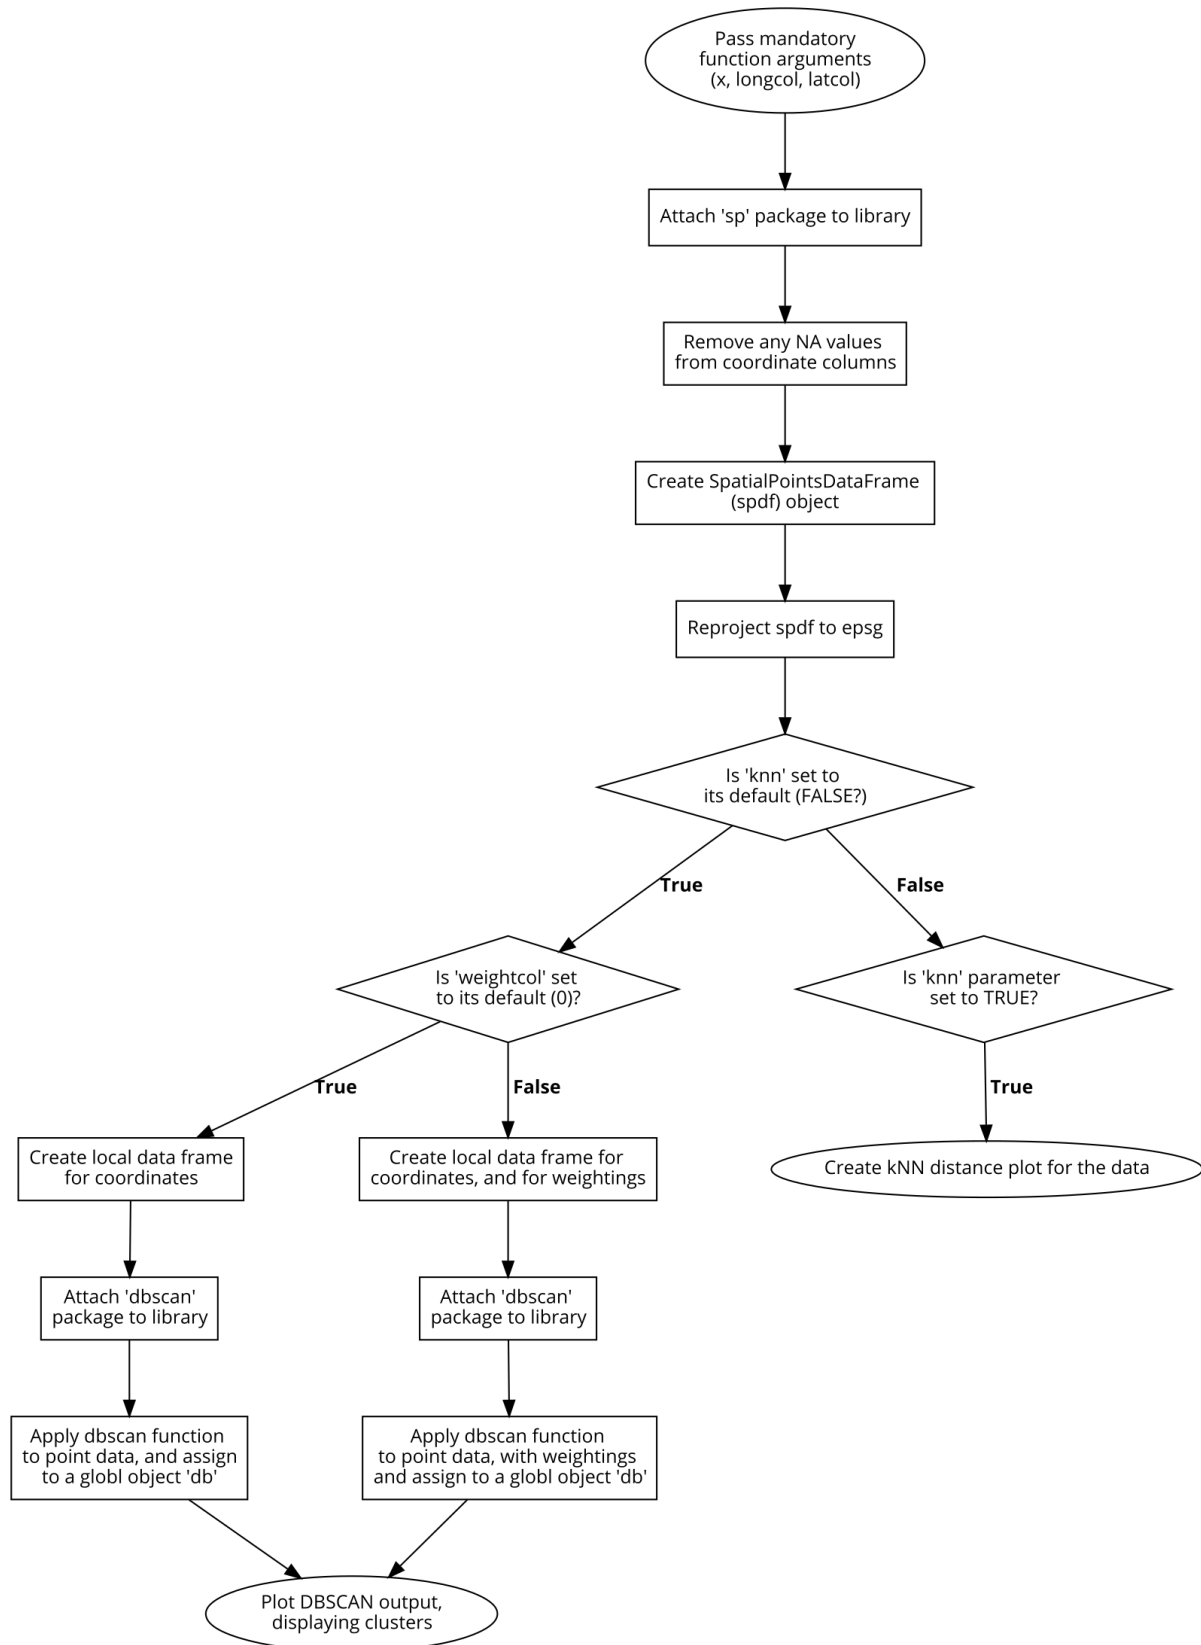 Pass mandatory
function arguments
(x, longcol, latcol)
Attach 'sp' package to library
Remove any NA values
from coordinate columns
Create SpatialPointsDataFrame
(spdf) object
Reproject spdf to epsg
Is 'knn' set to
its default (FALSE?)
True
False
Is 'weightcol' set
to its default (0)?
Is 'knn' parameter
set to TRUE?
True
False
True
Create local data frame
for coordinates
Create local data frame for
coordinates, and for weightings
Create kNN distance plot for the data
Attach 'dbscan'
package to library
Attach 'dbscan'
package to library
Apply dbscan function
to point data, and assign
to a globl object 'db'
Apply dbscan function
to point data, with weightings
and assign to a globl object 'db'
Plot DBSCAN output,
displaying clusters